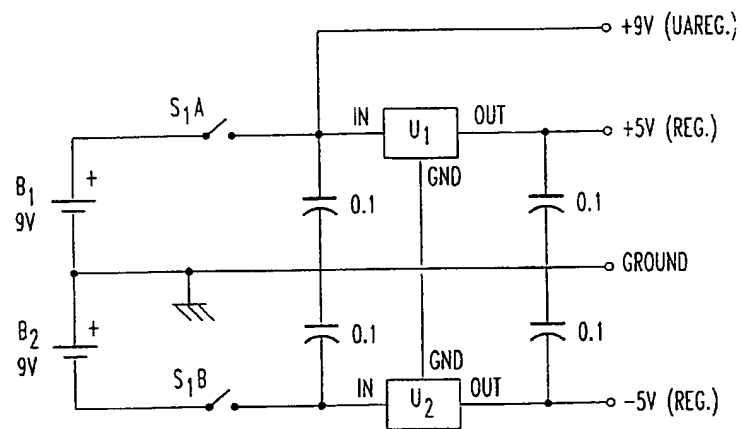 +9V (UAREG.)
S1A
IN
U1
OUT
+5V (REG.)
GND
B1
+
9V
0.1
0.1
GROUND
B2
+
9V
0.1
0.1
GND
S1B
IN
U2
OUT
-5V (REG.)